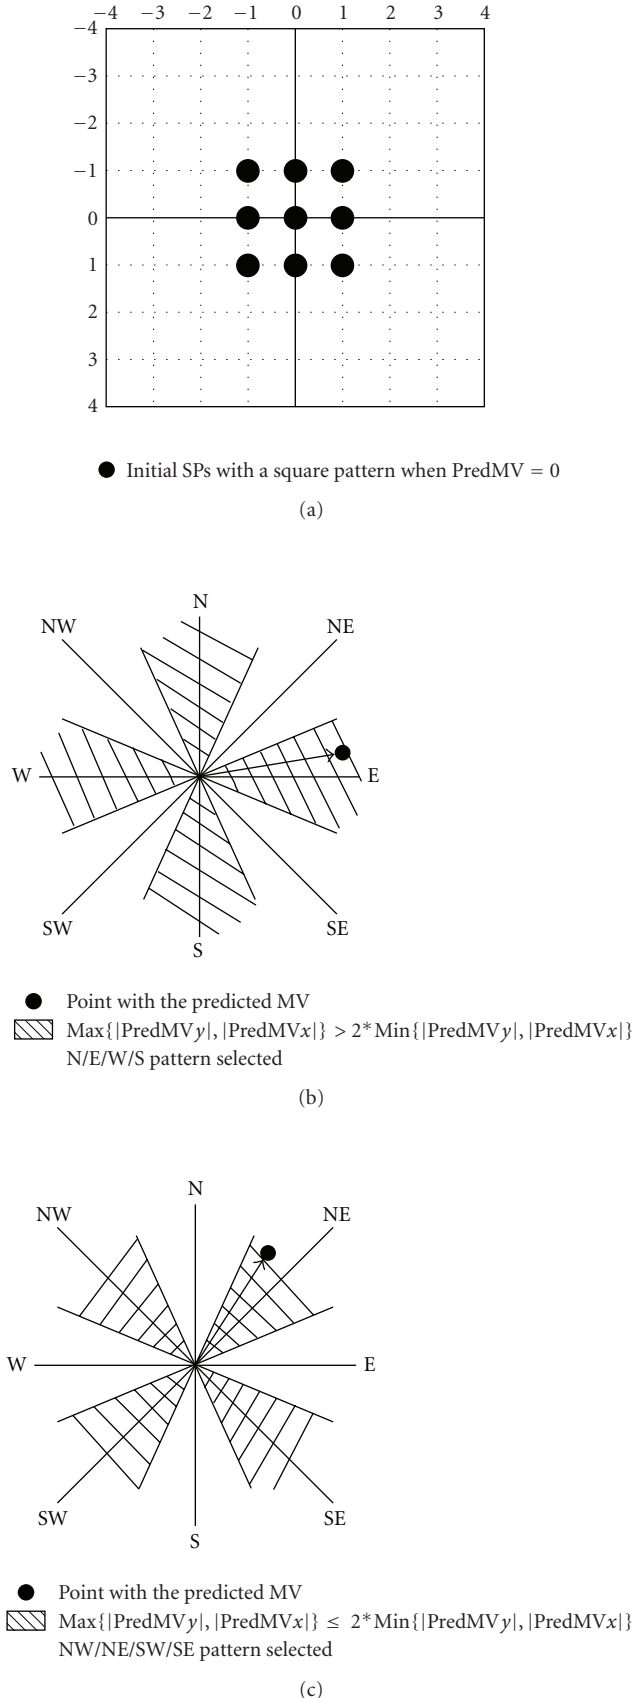 −4 −3 −2 −1 0 1 2 3 4
−4
−3
−2
−1
0
1
2
3
4
Initial SPs with a square pattern when PredMV = 0
(a)
N
NW NE
W E
SW SE
S
Point with the predicted MV
Max{|PredMVy|, |PredMVx|} > 2*Min{|PredMVy|, |PredMVx|}
N/E/W/S pattern selected
(b)
N
NW NE
W E
SW SE
S
Point with the predicted MV
Max{|PredMVy|, |PredMVx|} ≤ 2*Min{|PredMVy|, |PredMVx|}
NW/NE/SW/SE pattern selected
(c)